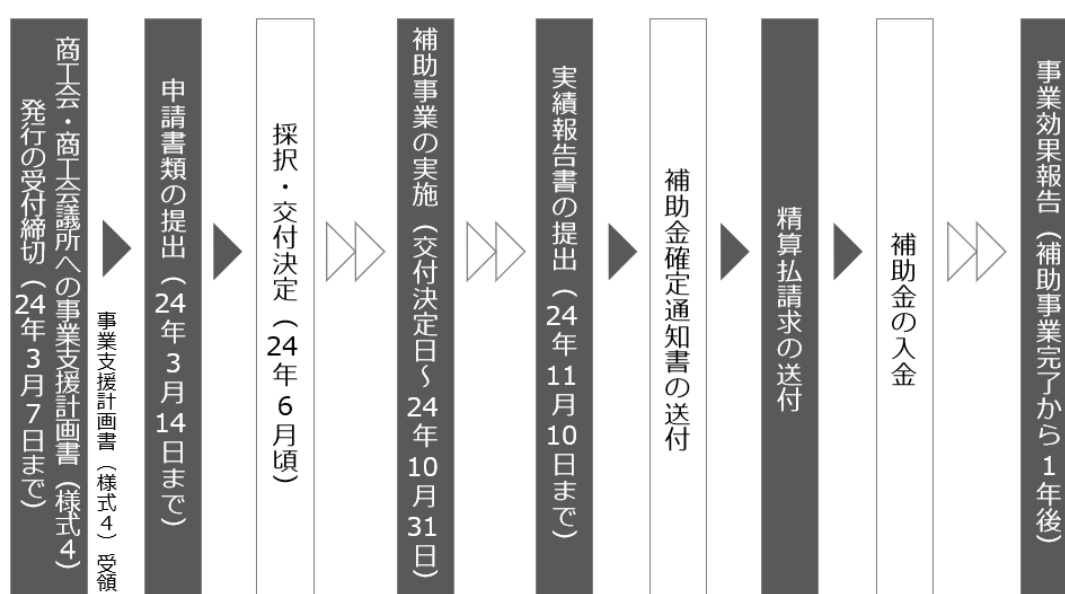 商工会・商工会議所への事業支援計画書（様式４）
発行の受付締切（24年３月７日まで）
事業支援計画書（様式４）受領
申請書類の提出（24年３月14日まで）
採択・交付決定（24年６月頃）
補助事業の実施（交付決定日～24年10月31日）
実績報告書の提出（24年11月10日まで）
補助金確定通知書の送付
精算払請求の送付
補助金の入金
事業効果報告（補助事業完了から１年後）